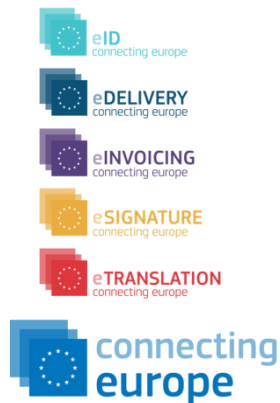 eID
connecting europe
eDELIVERY
connecting europe
eINVOICING
connecting europe
eSIGNATURE
connecting europe
eTRANSLATION
connecting europe
connecting
europe